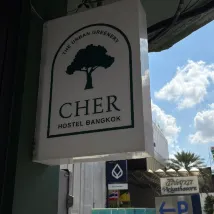 THE URBAN GREENERY
CHER
HOSTEL BANGKOK